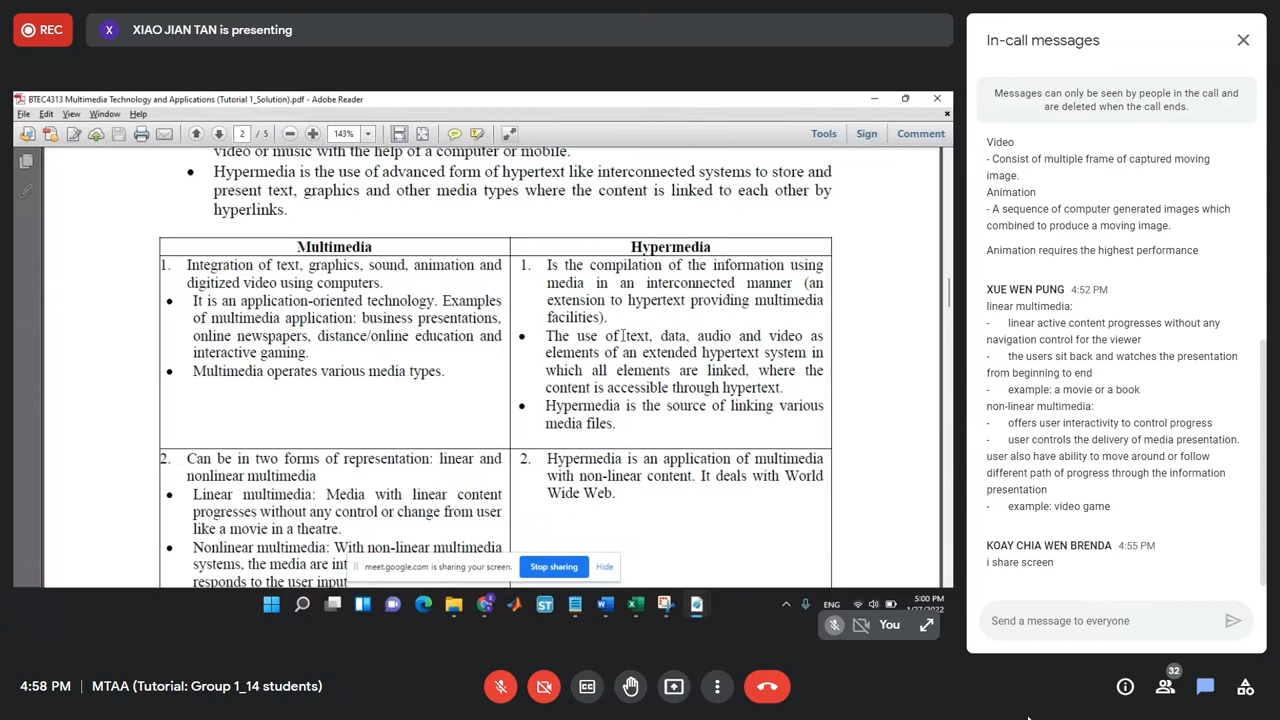 REC
X XIAO JIAN TAN is presenting
BTEC4313 Multimedia Technology and Applications (Tutorial 1_Solution).pdf - Adobe Reader
File Edit View Window Help
2 / 5 143% Tools Sign Comment
video or music with the help of a computer or mobile.
• Hypermedia is the use of advanced form of hypertext like interconnected systems to store and
present text, graphics and other media types where the content is linked to each other by
hyperlinks.
Multimedia
1. Integration of text, graphics, sound, animation and
digitized video using computers.
• It is an application-oriented technology. Examples
of multimedia application: business presentations,
online newspapers, distance/online education and
interactive gaming.
• Multimedia operates various media types.
Hypermedia
1. Is the compilation of the information using
media in an interconnected manner (an
extension to hypertext providing multimedia
facilities).
• The use of text, data, audio and video as
elements of an extended hypertext system in
which all elements are linked, where the
content is accessible through hypertext.
• Hypermedia is the source of linking various
media files.
2. Can be in two forms of representation: linear and
nonlinear multimedia
• Linear multimedia: Media with linear content
progresses without any control or change from user
like a movie in a theatre.
• Nonlinear multimedia: With non-linear multimedia
systems, the media are int
responds to the user input
2. Hypermedia is an application of multimedia
with non-linear content. It deals with World
Wide Web.
meet.google.com is sharing your screen. Stop sharing Hide
ST
ENG
5:00 PM
1/27/2022
You
In-call messages
Messages can only be seen by people in the call and
are deleted when the call ends.
Video
- Consist of multiple frame of captured moving
image.
Animation
- A sequence of computer generated images which
combined to produce a moving image.
Animation requires the highest performance
XUE WEN PUNG 4:52 PM
linear multimedia:
- linear active content progresses without any
navigation control for the viewer
- the users sit back and watches the presentation
from beginning to end
- example: a movie or a book
non-linear multimedia:
- offers user interactivity to control progress
- user controls the delivery of media presentation.
user also have ability to move around or follow
different path of progress through the information
presentation
- example: video game
KOAY CHIA WEN BRENDA 4:55 PM
i share screen
Send a message to everyone
4:58 PM MTAA (Tutorial: Group 1_14 students)
32